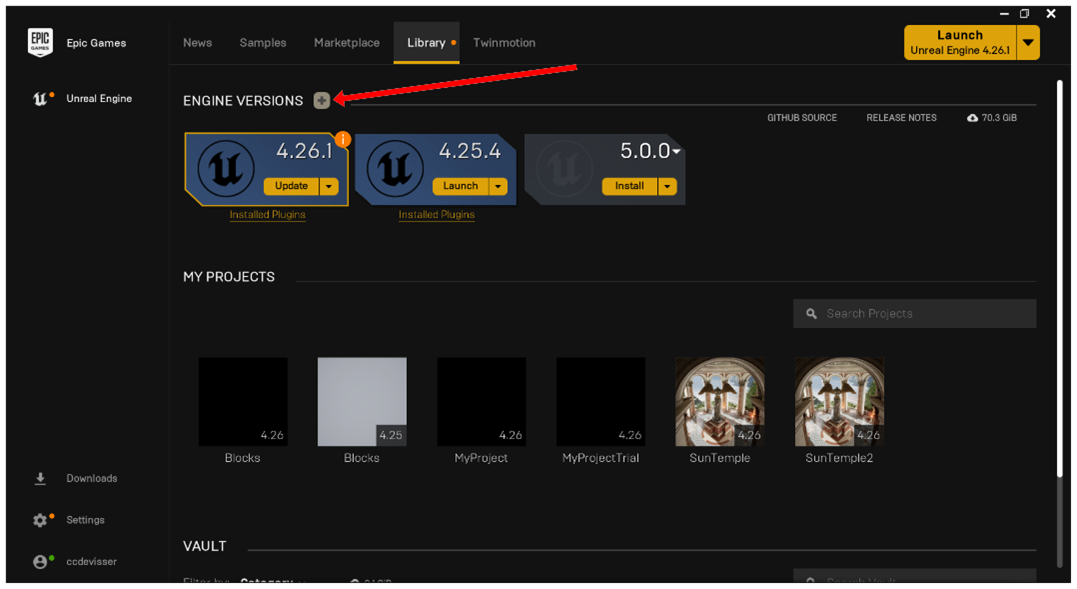 EPIC GAMES
Epic Games
News Samples Marketplace Library Twinmotion
Launch
Unreal Engine 4.26.1
Unreal Engine
ENGINE VERSIONS
GITHUB SOURCE RELEASE NOTES 70.3 GiB
4.26.1 4.25.4 5.0.0
Update Launch Install
Installed Plugins Installed Plugins
MY PROJECTS
Search Projects
4.26 4.25 4.26 4.26 4.26 4.26
Blocks Blocks MyProject MyProjectTrial SunTemple SunTemple2
Downloads
Settings
VAULT
ccdevisser
Filter by: Category Search Vault